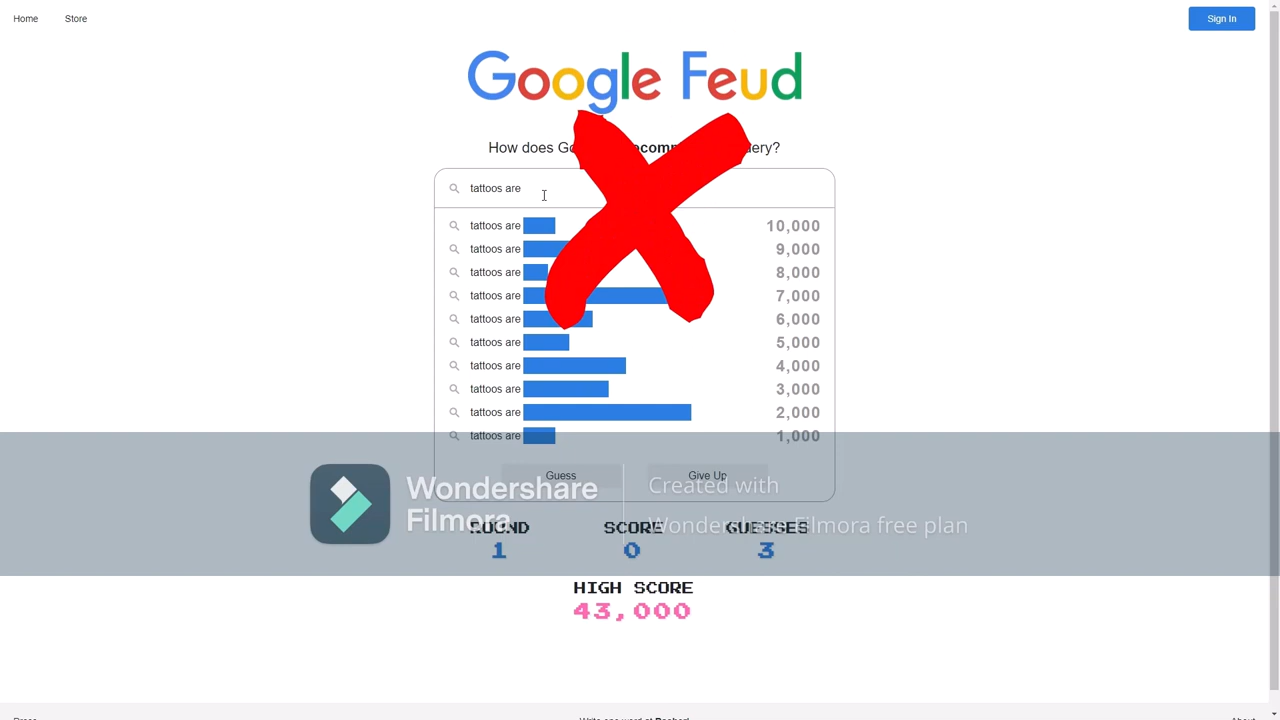 Home Store Sign In
Google Feud
How does Go ery?
tattoos are
tattoos are 10,000
tattoos are 9,000
tattoos are 8,000
tattoos are 7,000
tattoos are 6,000
tattoos are 5,000
tattoos are 4,000
tattoos are 3,000
tattoos are 2,000
tattoos are 1,000
Guess Give Up
Wondershare
Filmora
Created with
Wondershare Filmora free plan
ROUND SCORE GUESSES
1 0 3
HIGH SCORE
43,000